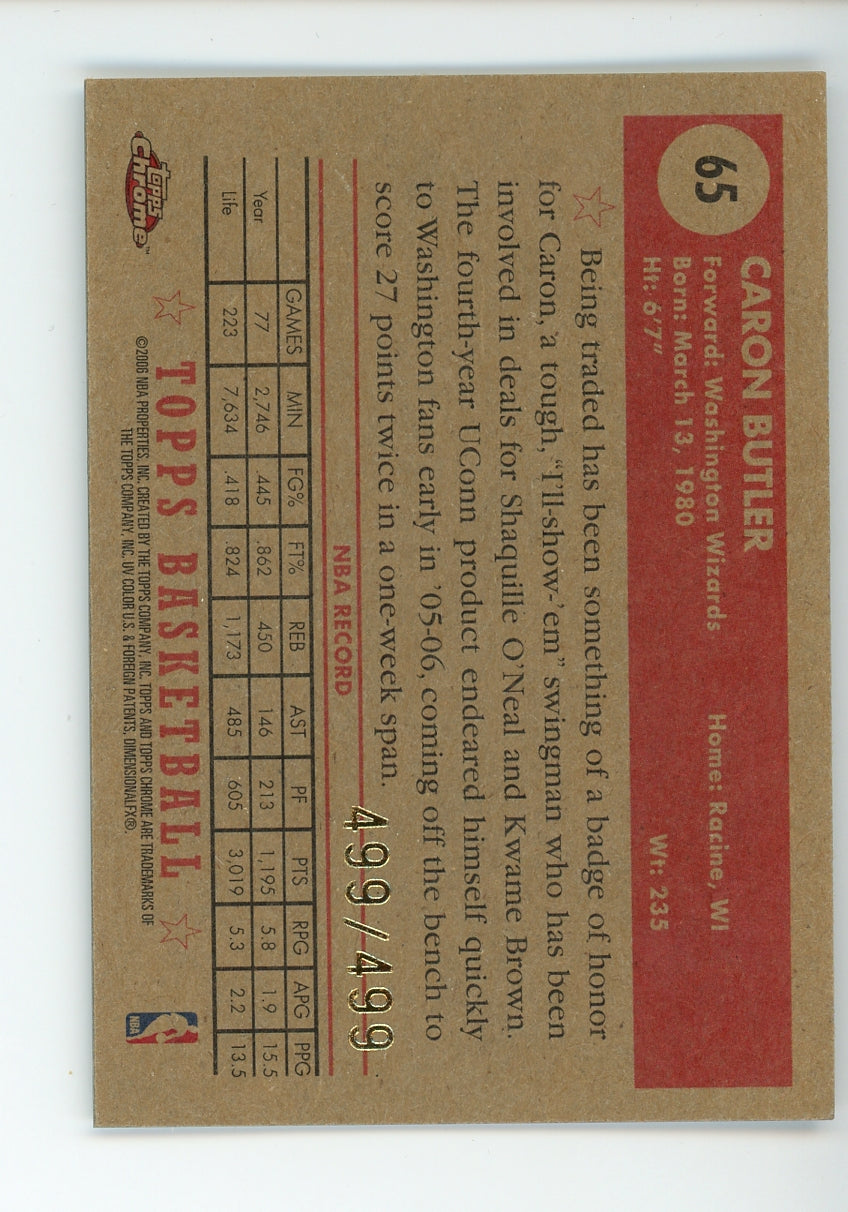 65
CARON BUTLER
Forward: Washington Wizards Home: Racine, WI
Born: March 13, 1980
Ht: 6'7" Wt: 235
Being traded has been something of a badge of honor
for Caron, a tough, "I'll-show-'em" swingman who has been
involved in deals for Shaquille O'Neal and Kwame Brown.
The fourth-year UConn product endeared himself quickly
to Washington fans early in '05-06, coming off the bench to
score 27 points twice in a one-week span.
499/499
NBA RECORD
GAMES MIN FG% FT% REB AST PF PTS RPG APG PPG
Year 77 2,746 .445 .862 450 146 213 1,195 5.8 1.9 15.5
Life 223 7,634 .418 .824 1,173 485 605 3,019 5.3 2.2 13.5
TOPPS BASKETBALL
topps Chrome™
©2006 NBA PROPERTIES, INC. CREATED BY THE TOPPS COMPANY, INC. TOPPS AND TOPPS CHROME ARE TRADEMARKS OF
THE TOPPS COMPANY, INC. UV COLOR U.S. & FOREIGN PATENTS, DIMENSIONALFX®.
NBA